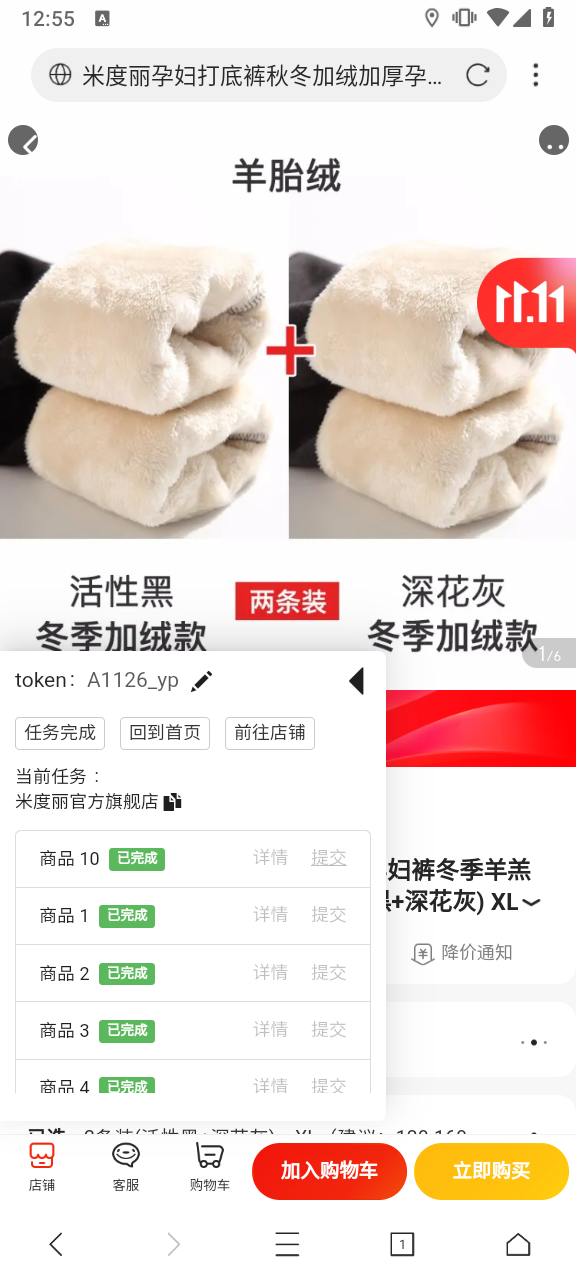 12:55
A
米度丽孕妇打底裤秋冬加绒加厚孕...
羊胎绒
11.11
活性黑
冬季加绒款
两条装
深花灰
冬季加绒款
1/6
token: A1126_yp
任务完成
回到首页
前往店铺
当前任务：
米度丽官方旗舰店
商品 10 已完成 详情 提交
商品 1 已完成 详情 提交
商品 2 已完成 详情 提交
商品 3 已完成 详情 提交
商品 4 已完成 详情 提交
妇裤冬季羊羔
+深花灰) XL
降价通知
店铺
客服
购物车
加入购物车
立即购买
1